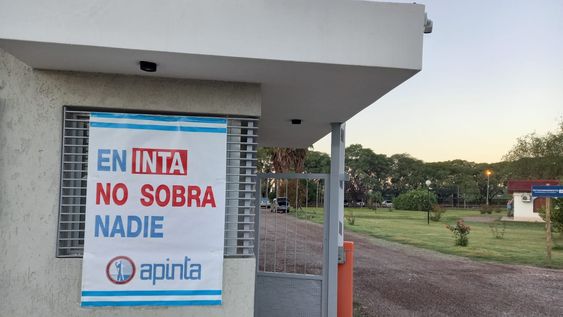 EN INTA
NO SOBRA
NADIE
apinta